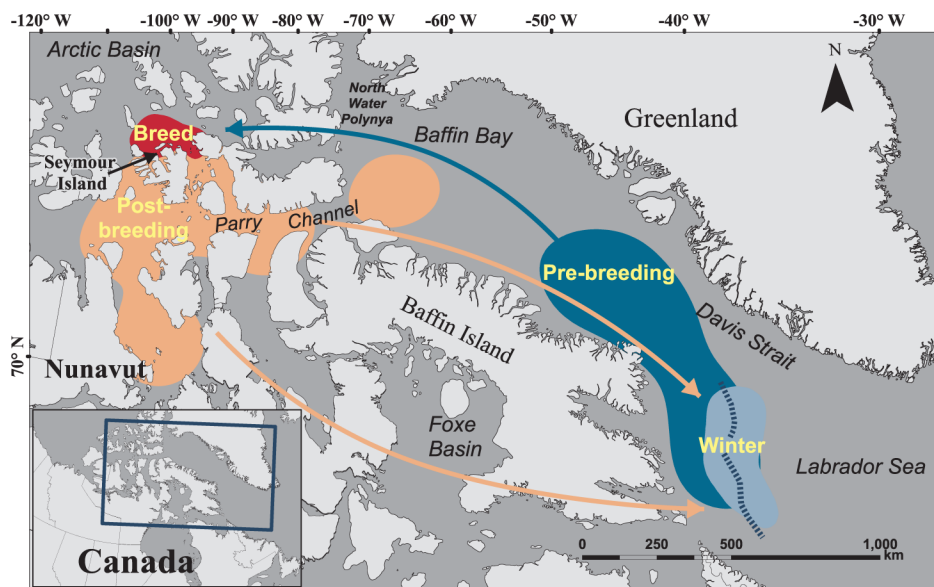 -120° W
-100° W
-90° W
-80° W
-70° W
-60° W
-50° W
-40° W
-30° W
Arctic Basin
N
North
Water
Polynya
Greenland
Breed
Baffin Bay
Seymour
Island
Post-
breeding
Parry
Channel
Pre-breeding
Baffin Island
Davis Strait
70° N
Nunavut
Foxe
Basin
Winter
Labrador Sea
Canada
0
250
500
1,000
km